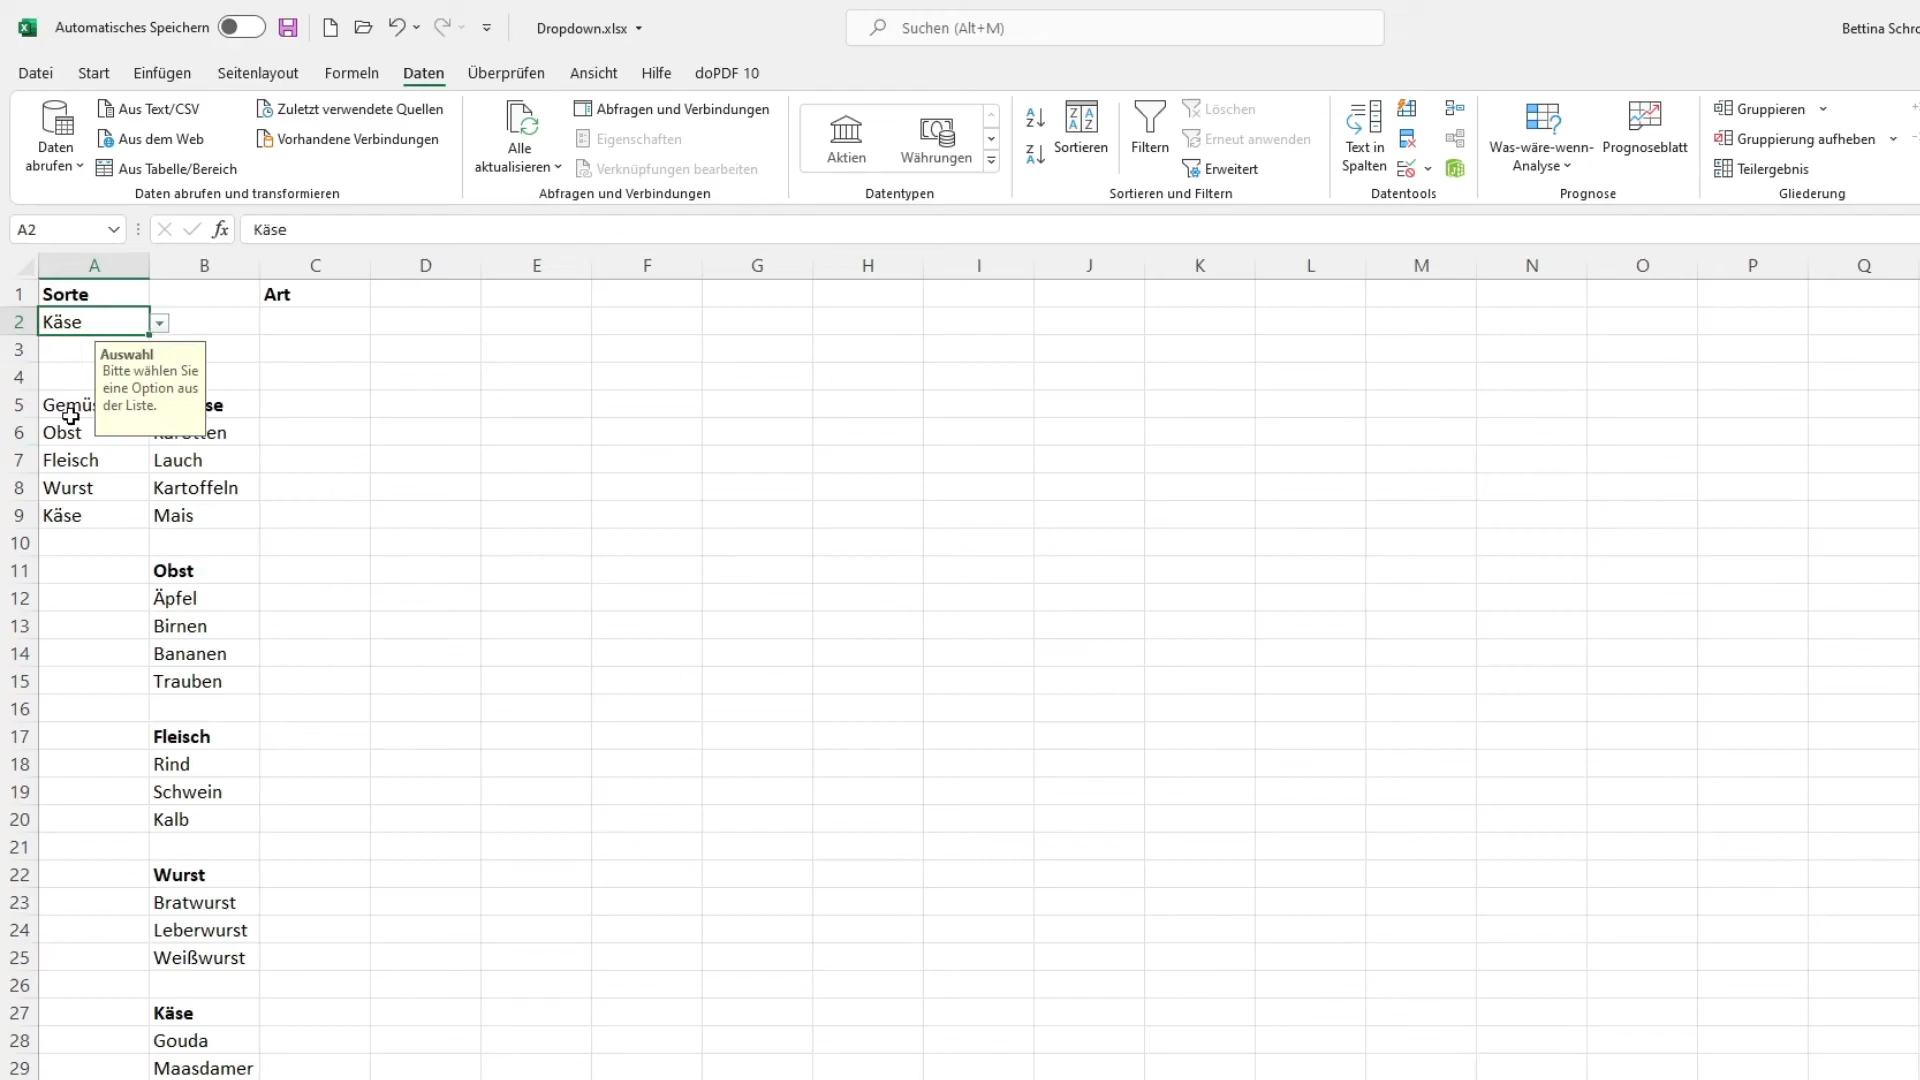 Automatisches Speichern
Dropdown.xlsx
Suchen (Alt+M)
Bettina Schro
Datei Start Einfügen Seitenlayout Formeln Daten Überprüfen Ansicht Hilfe doPDF 10
Daten abrufen
Aus Text/CSV
Aus dem Web
Aus Tabelle/Bereich
Zuletzt verwendete Quellen
Vorhandene Verbindungen
Daten abrufen und transformieren
Alle aktualisieren
Abfragen und Verbindungen
Eigenschaften
Verknüpfungen bearbeiten
Abfragen und Verbindungen
Aktien
Währungen
Datentypen
Sortieren
Filtern
Löschen
Erneut anwenden
Erweitert
Sortieren und Filtern
Text in Spalten
Datentools
Was-wäre-wenn-Analyse
Prognoseblatt
Prognose
Gruppieren
Gruppierung aufheben
Teilergebnis
Gliederung
A2
fx
Käse
A B C D E F G H I J K L M N O P Q
1 Sorte Art
2 Käse
3
4
Auswahl
Bitte wählen Sie
eine Option aus
der Liste.
5 Gemüs se
6 Obst
7 Fleisch Lauch
8 Wurst Kartoffeln
9 Käse Mais
10
11 Obst
12 Äpfel
13 Birnen
14 Bananen
15 Trauben
16
17 Fleisch
18 Rind
19 Schwein
20 Kalb
21
22 Wurst
23 Bratwurst
24 Leberwurst
25 Weißwurst
26
27 Käse
28 Gouda
29 Maasdamer